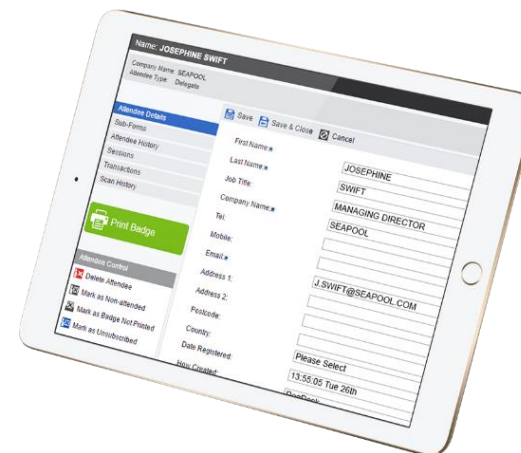 Name: JOSEPHINE SWIFT
Company Name: SEAPOOL
Attendee Type: Delegate
Attendee Details
Sub-Forms
Attendee History
Sessions
Transactions
Scan History
Print Badge
Attendee Control
Delete Attendee
Mark as Non-attended
Mark as Badge Not Printed
Mark as Unsubscribed
Save Save & Close Cancel
First Name: JOSEPHINE
Last Name: SWIFT
Job Title: MANAGING DIRECTOR
Company Name: SEAPOOL
Tel:
Mobile:
Email: J.SWIFT@SEAPOOL.COM
Address 1:
Address 2:
Postcode:
Country: Please Select
Date Registered: 13:55:05 Tue 26th
How Created: